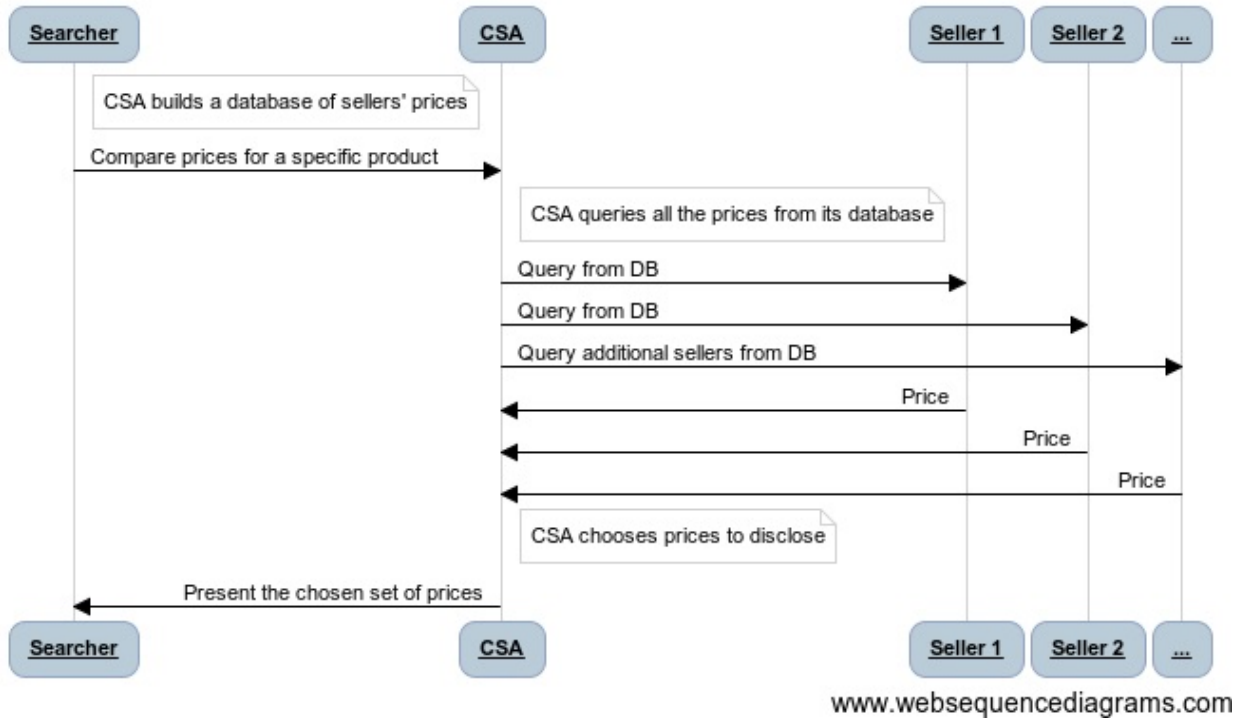 Searcher CSA Seller 1 Seller 2 ...
CSA builds a database of sellers' prices
Compare prices for a specific product
CSA queries all the prices from its database
Query from DB
Query from DB
Query additional sellers from DB
Price
Price
Price
CSA chooses prices to disclose
Present the chosen set of prices
Searcher CSA Seller 1 Seller 2 ...
www.websequencediagrams.com